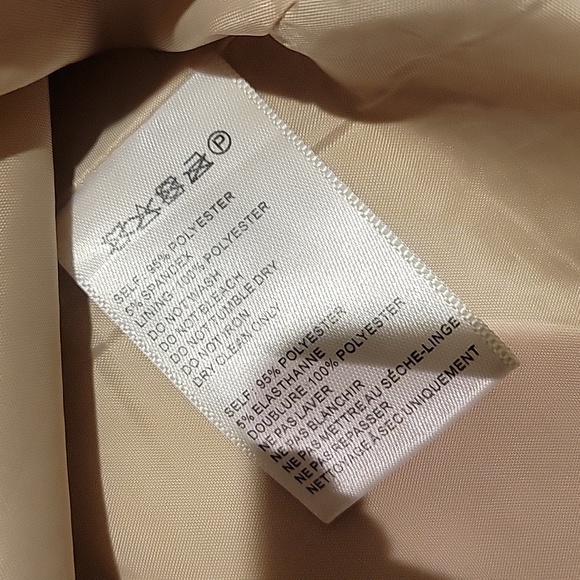 P
SELF: 95% POLYESTER
5% SPANDEX
LINING: 100% POLYESTER
DO NOT WASH
DO NOT BLEACH
DO NOT TUMBLE DRY
DO NOT IRON
DRY CLEAN ONLY
SELF: 95% POLYESTER
5% ELASTHANNE
DOUBLURE: 100% POLYESTER
NE PAS LAVER
NE PAS BLANCHIR
NE PAS METTRE AU SÉCHE-LINGE
NE PAS REPASSER
NETTOYAGE À SEC UNIQUEMENT